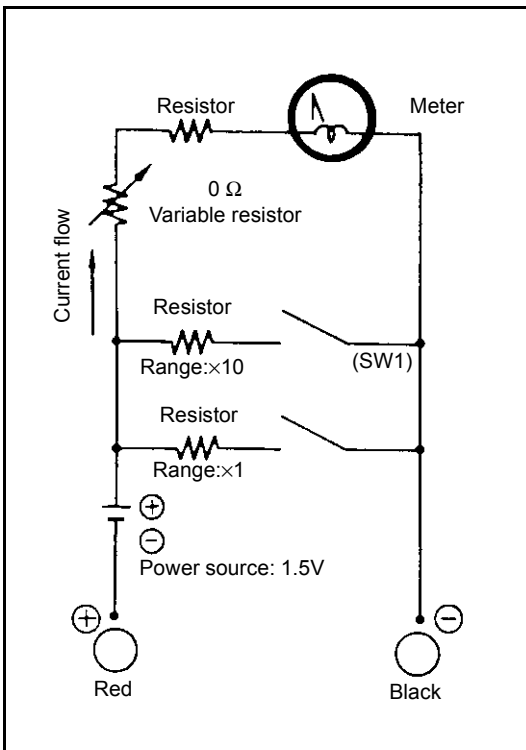 Resistor
Meter
0 Ω
Variable resistor
Current flow
Resistor
Range:×10
(SW1)
Resistor
Range:×1
⊕
⊖
Power source: 1.5V
⊕
⊖
Red
Black